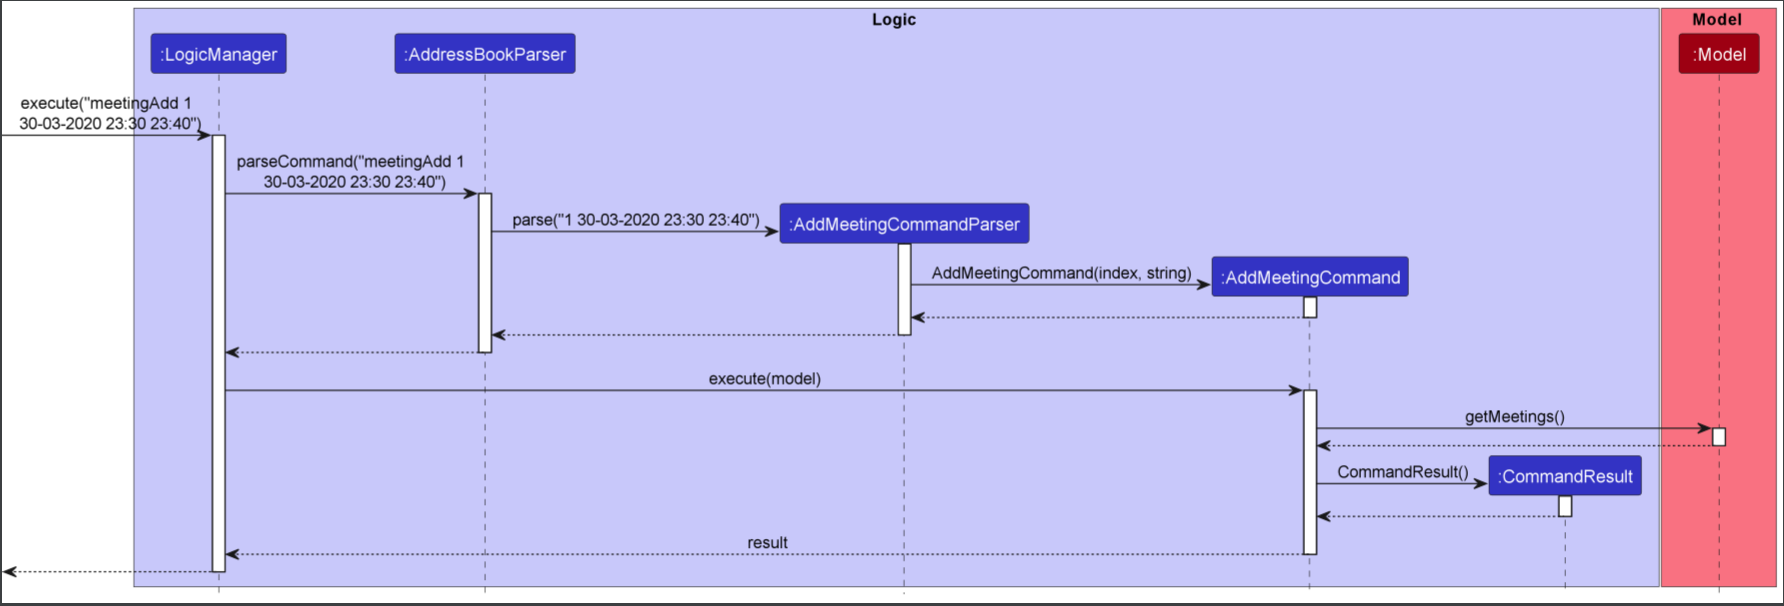 Logic
Model
:LogicManager
:AddressBookParser
:Model
execute("meetingAdd 1
30-03-2020 23:30 23:40")
parseCommand("meetingAdd 1
30-03-2020 23:30 23:40")
parse("1 30-03-2020 23:30 23:40")
:AddMeetingCommandParser
AddMeetingCommand(index, string)
:AddMeetingCommand
execute(model)
getMeetings()
CommandResult()
:CommandResult
result